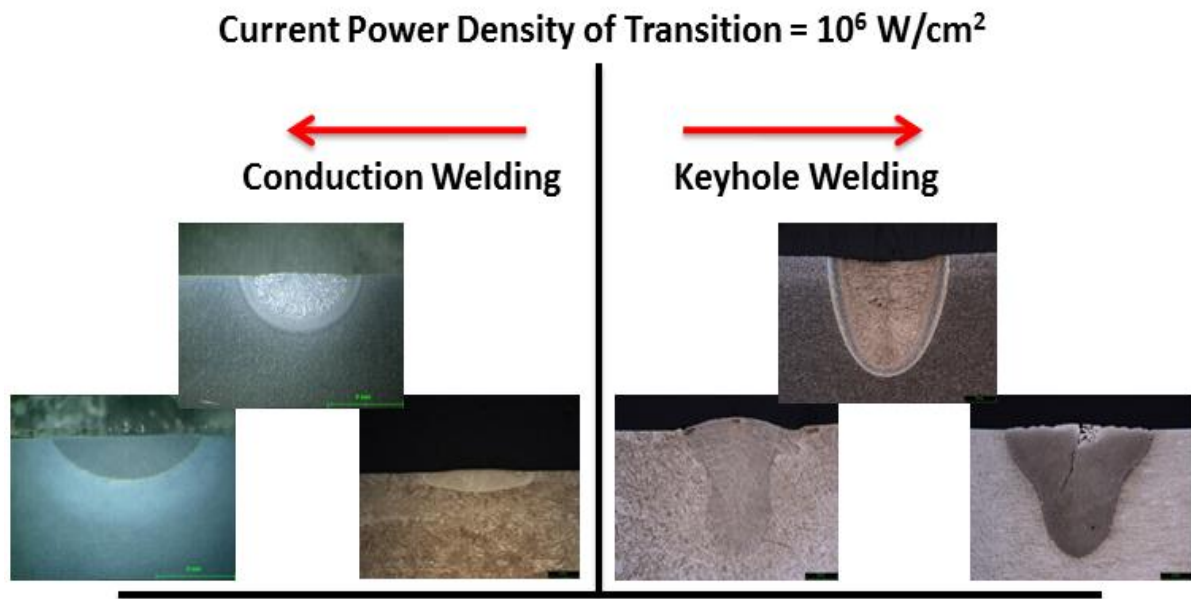 Current Power Density of Transition = 10⁶ W/cm²
Conduction Welding
Keyhole Welding